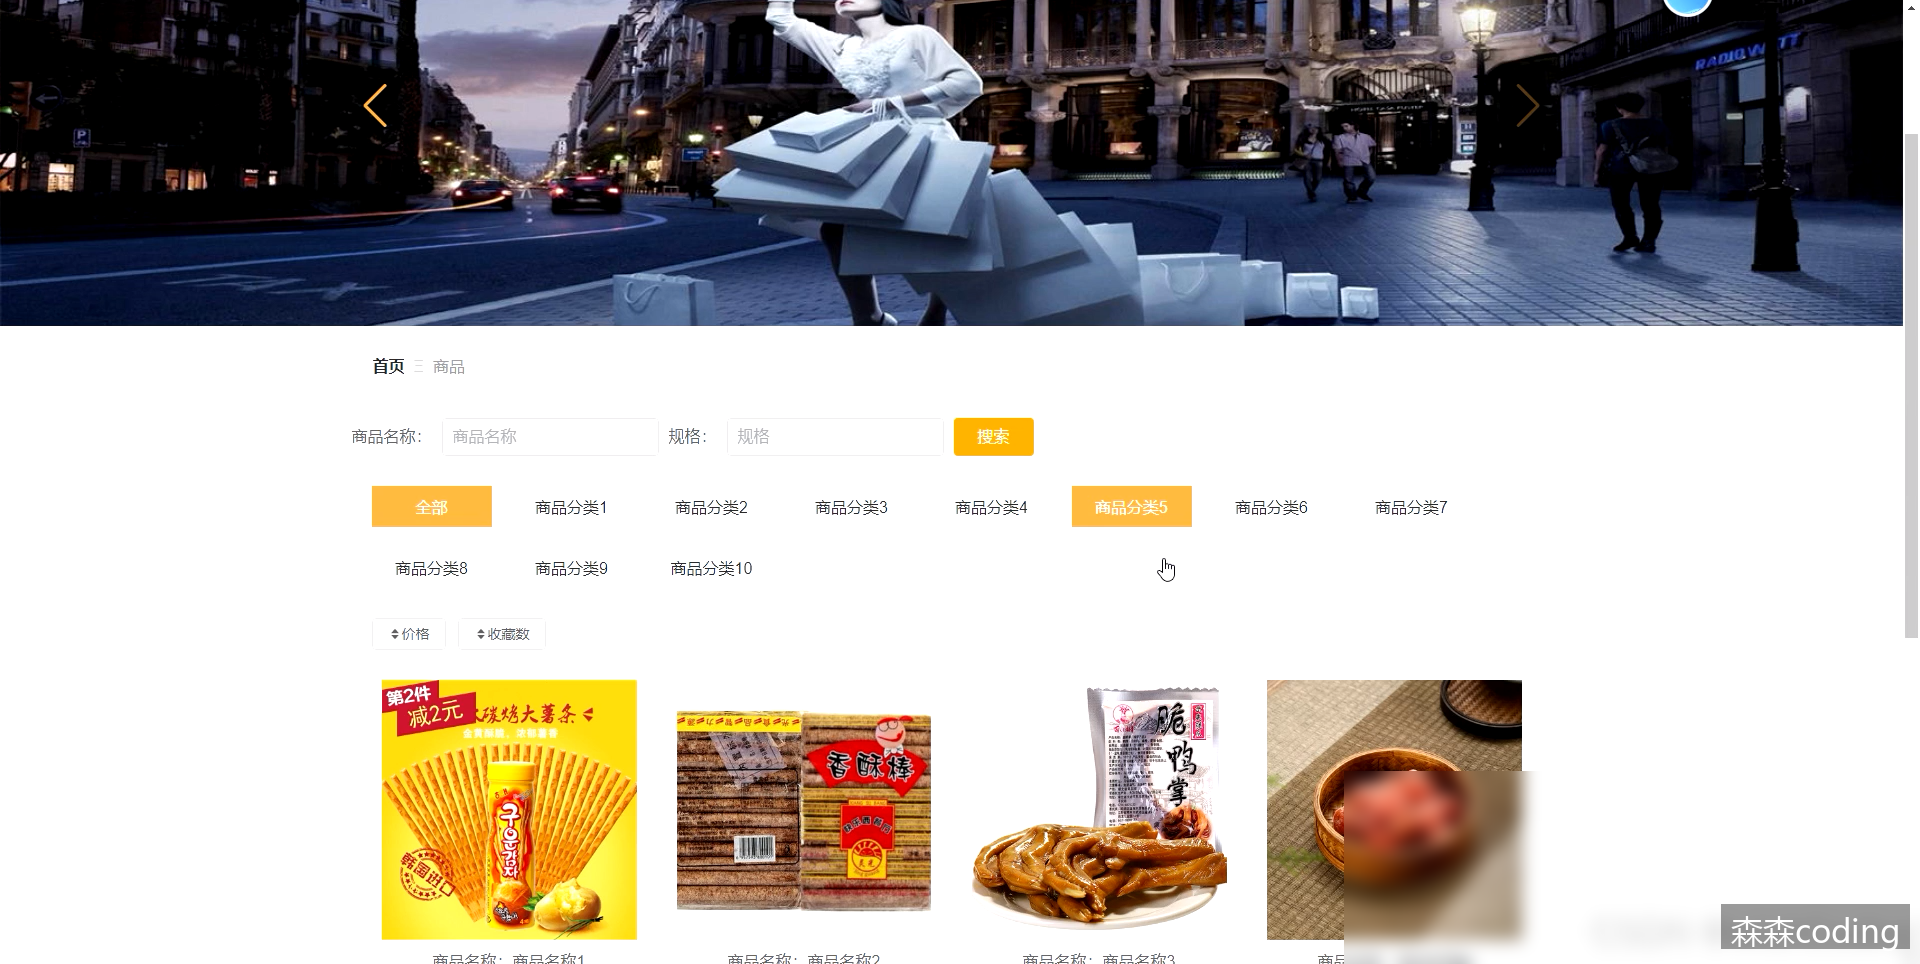 RADIO WATT
P
首页 商品
商品名称： 商品名称 规格： 规格 搜索
全部 商品分类1 商品分类2 商品分类3 商品分类4 商品分类5 商品分类6 商品分类7
商品分类8 商品分类9 商品分类10
价格 收藏数
第2件
减2元
碳烤大薯条
구운감자
韩国进口
香酥棒
脆鸭掌
商品名称：商品名称1 商品名称：商品名称2 商品名称：商品名称3
森森coding